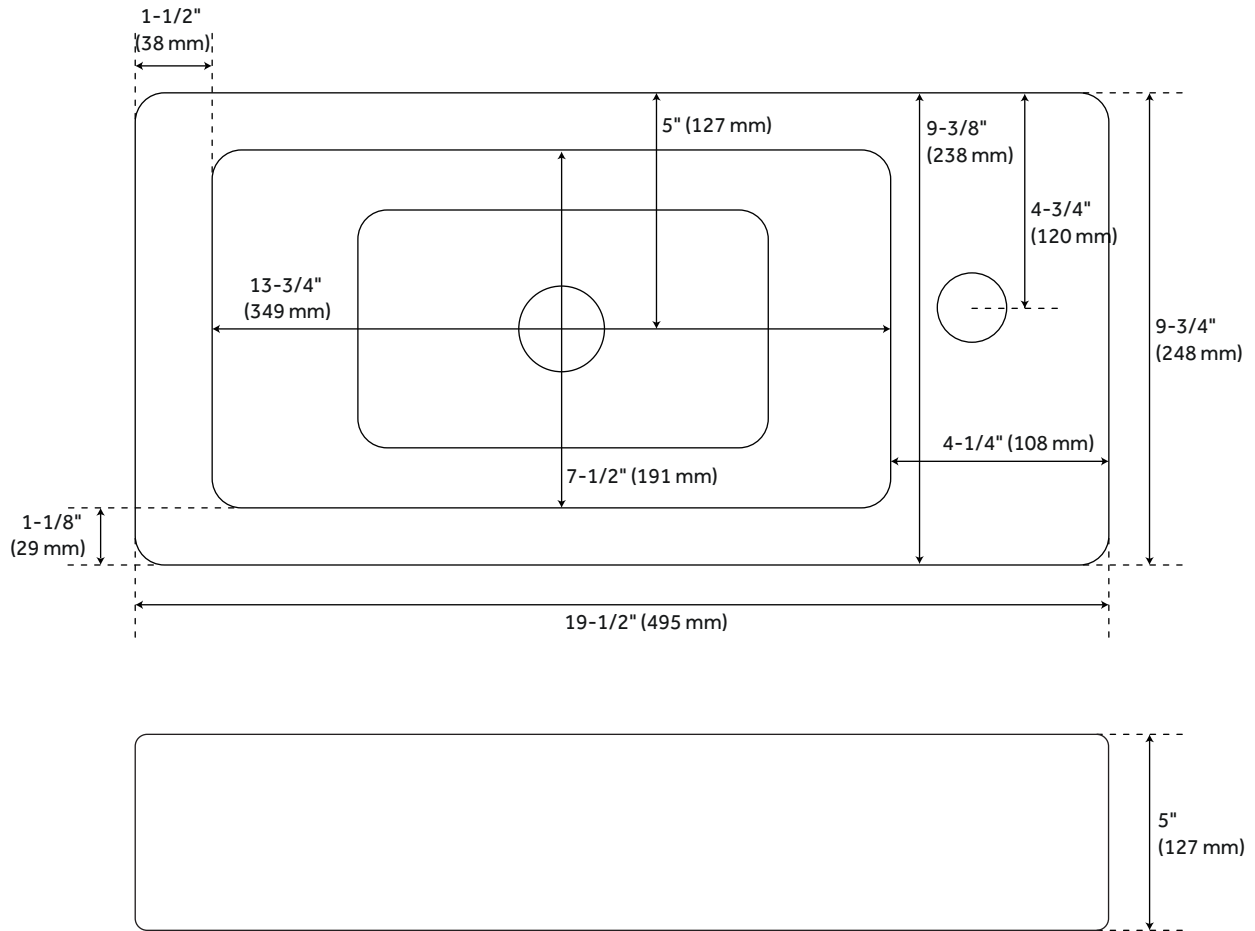 1-1/2"
(38 mm)
5" (127 mm)
9-3/8"
(238 mm)
4-3/4"
(120 mm)
13-3/4"
(349 mm)
9-3/4"
(248 mm)
4-1/4" (108 mm)
7-1/2" (191 mm)
1-1/8"
(29 mm)
19-1/2" (495 mm)
5"
(127 mm)